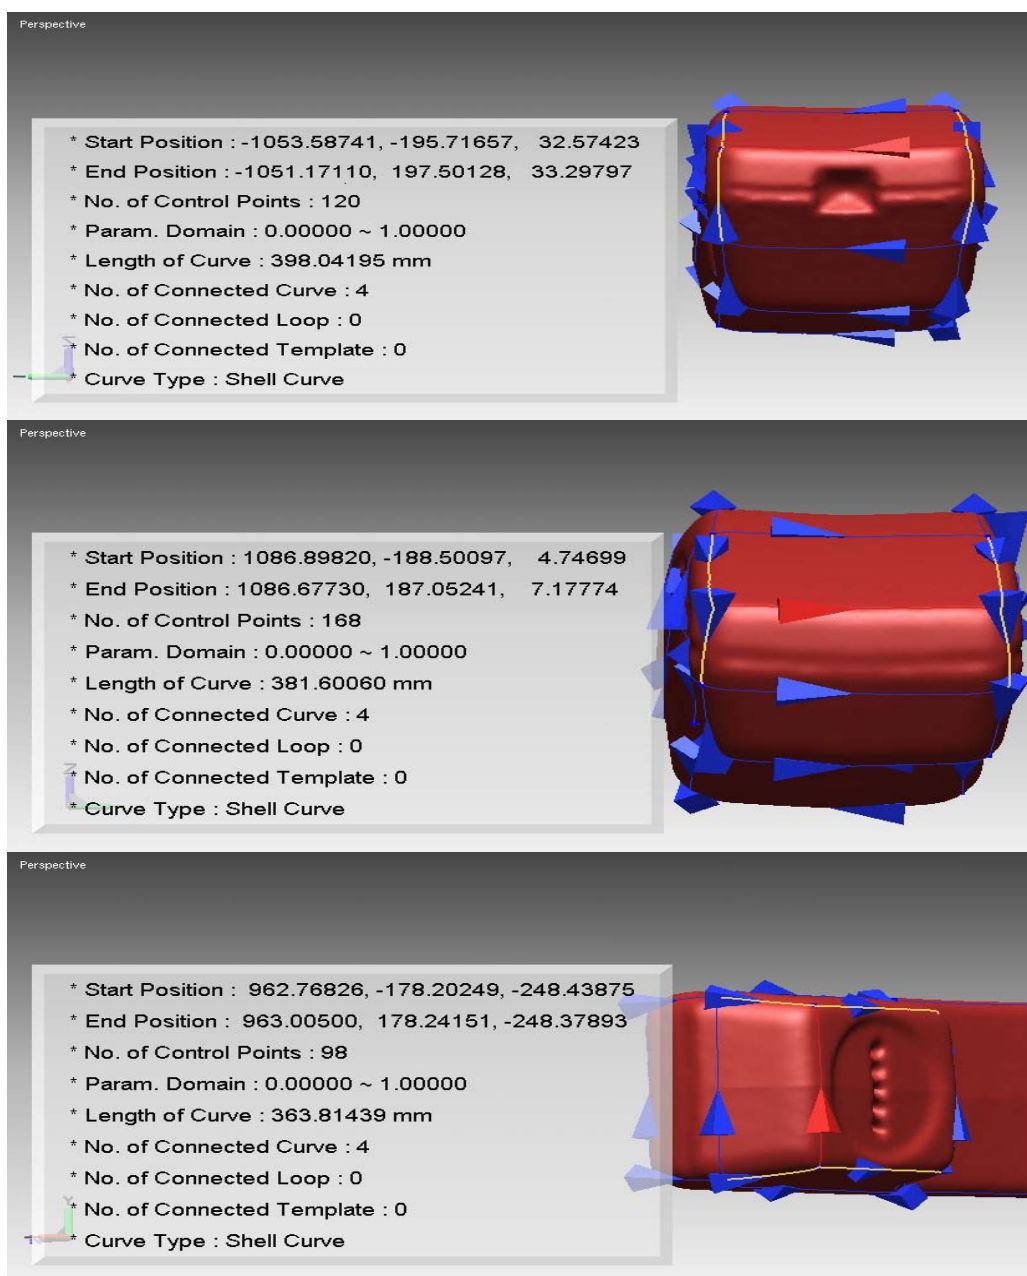 Perspective
* Start Position : -1053.58741, -195.71657, 32.57423
* End Position : -1051.17110, 197.50128, 33.29797
* No. of Control Points : 120
* Param. Domain : 0.00000 ~ 1.00000
* Length of Curve : 398.04195 mm
* No. of Connected Curve : 4
* No. of Connected Loop : 0
* No. of Connected Template : 0
* Curve Type : Shell Curve
Perspective
* Start Position : 1086.89820, -188.50097, 4.74699
* End Position : 1086.67730, 187.05241, 7.17774
* No. of Control Points : 168
* Param. Domain : 0.00000 ~ 1.00000
* Length of Curve : 381.60060 mm
* No. of Connected Curve : 4
* No. of Connected Loop : 0
Z
* No. of Connected Template : 0
* Curve Type : Shell Curve
Perspective
* Start Position : 962.76826, -178.20249, -248.43875
* End Position : 963.00500, 178.24151, -248.37893
* No. of Control Points : 98
* Param. Domain : 0.00000 ~ 1.00000
* Length of Curve : 363.81439 mm
* No. of Connected Curve : 4
* No. of Connected Loop : 0
Y
* No. of Connected Template : 0
* Curve Type : Shell Curve